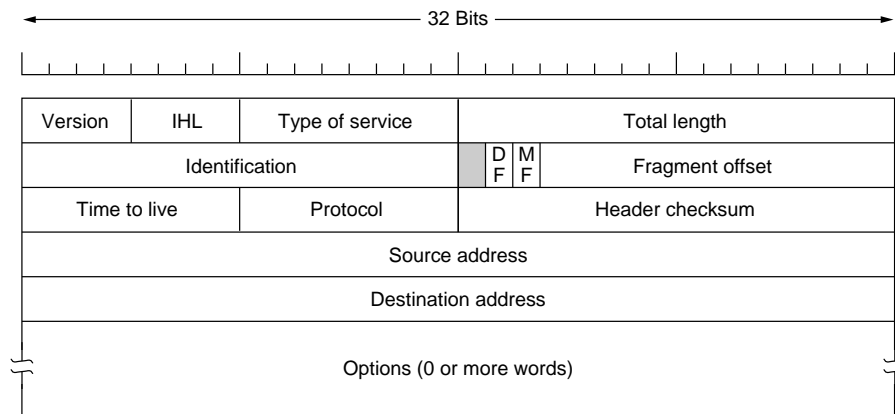 32 Bits
Version IHL Type of service Total length
Identification D F M F Fragment offset
Time to live Protocol Header checksum
Source address
Destination address
Options (0 or more words)